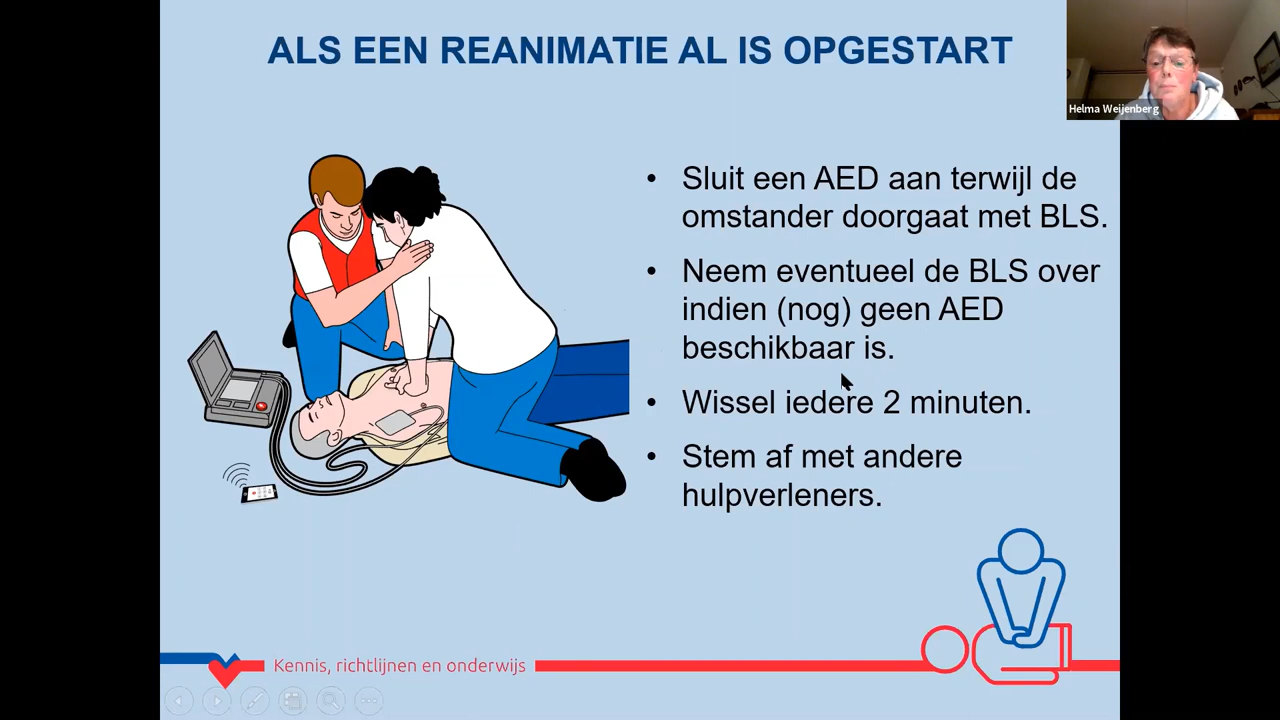 ALS EEN REANIMATIE AL IS OPGESTART
Helma Weijenberg
• Sluit een AED aan terwijl de
omstander doorgaat met BLS.
• Neem eventueel de BLS over
indien (nog) geen AED
beschikbaar is.
• Wissel iedere 2 minuten.
• Stem af met andere
hulpverleners.
Kennis, richtlijnen en onderwijs